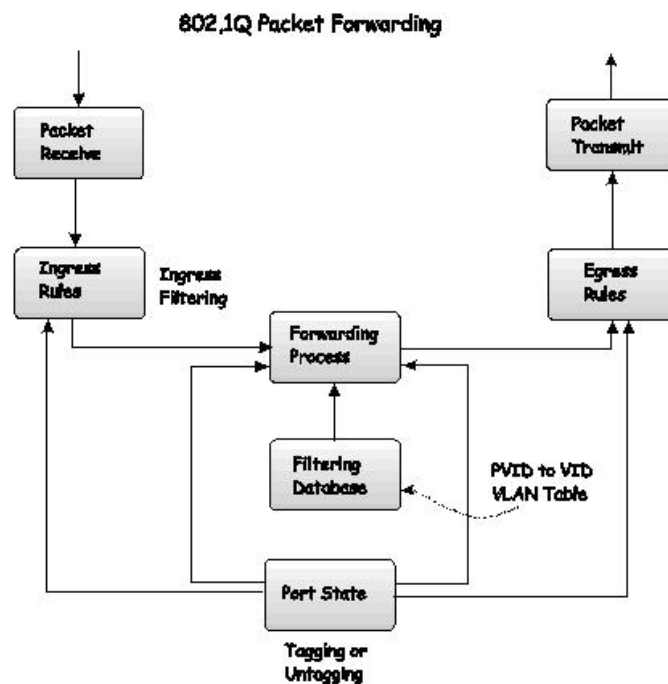 802,1Q Packet Forwarding
Packet
Receive
Packet
Transmit
Ingress
Rules
Ingress
Filtering
Egress
Rules
Forwarding
Process
Filtering
Database
PVID to VID
VLAN Table
Port State
Tagging or
Untagging